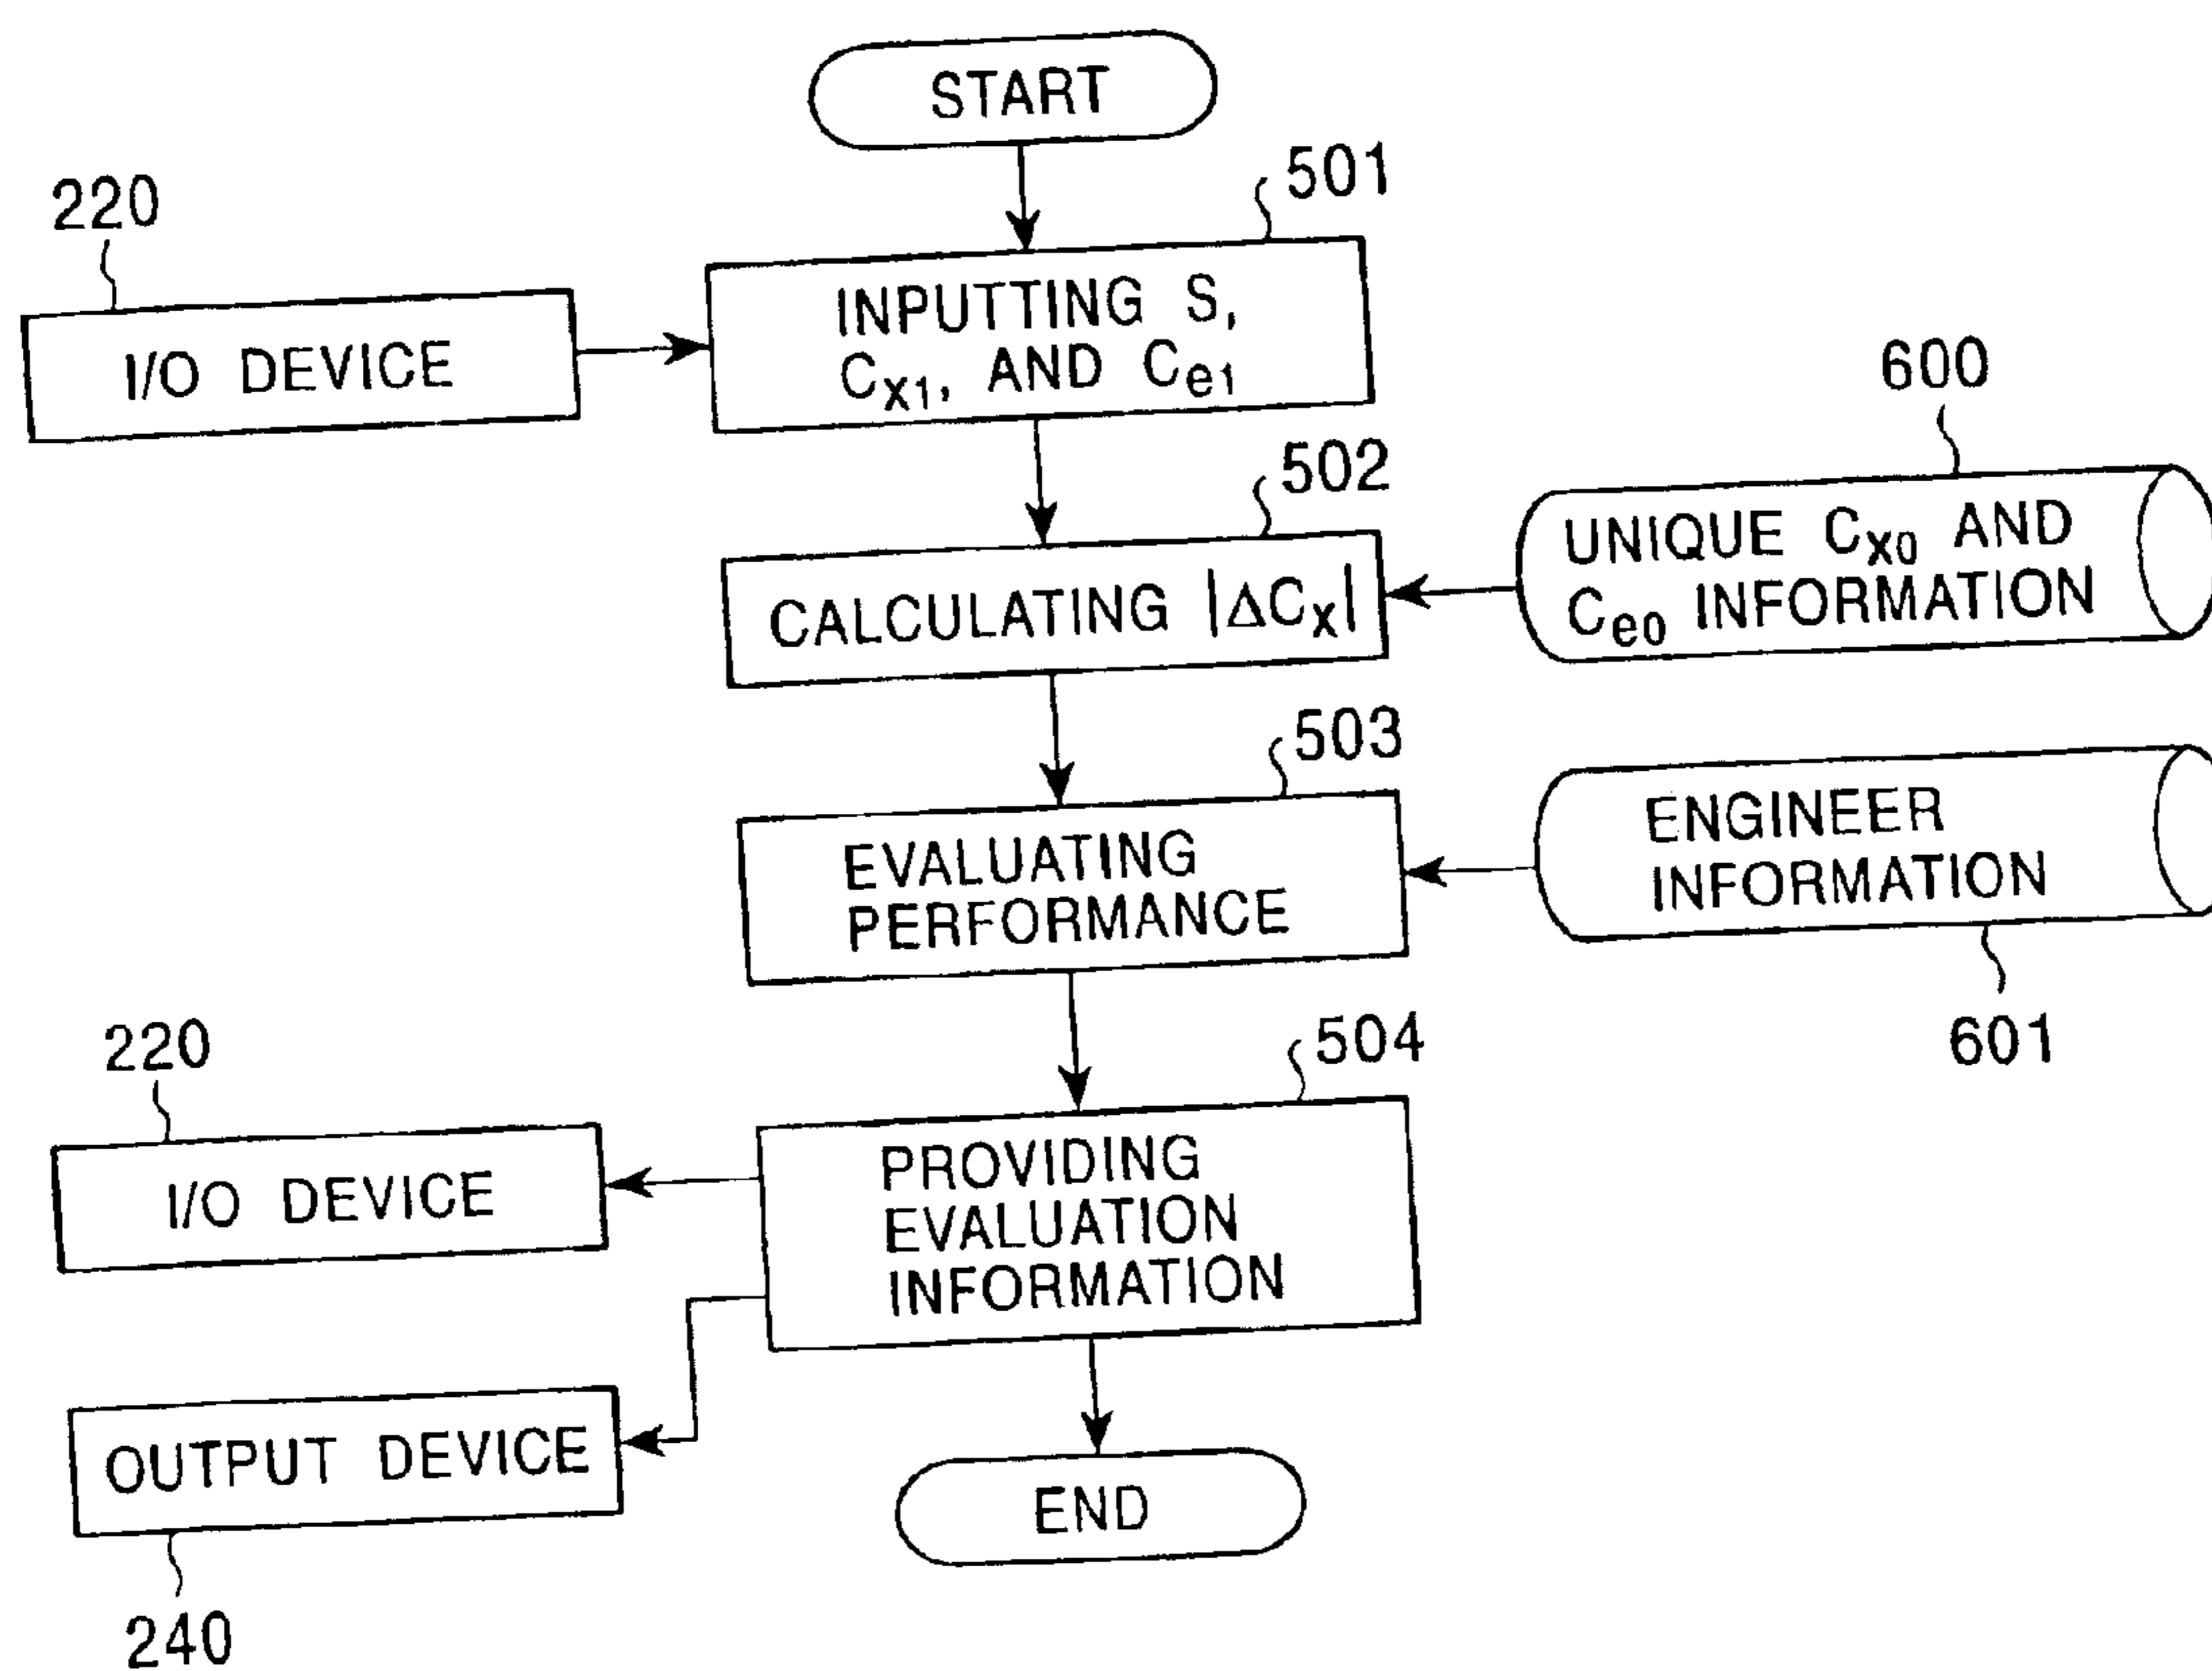 START
501
220
INPUTTING S,
Cx1, AND Ce1
I/O DEVICE
600
502
UNIQUE Cx0 AND
Ce0 INFORMATION
CALCULATING |ΔCx|
503
ENGINEER
INFORMATION
EVALUATING
PERFORMANCE
601
504
220
PROVIDING
EVALUATION
INFORMATION
I/O DEVICE
OUTPUT DEVICE
END
240